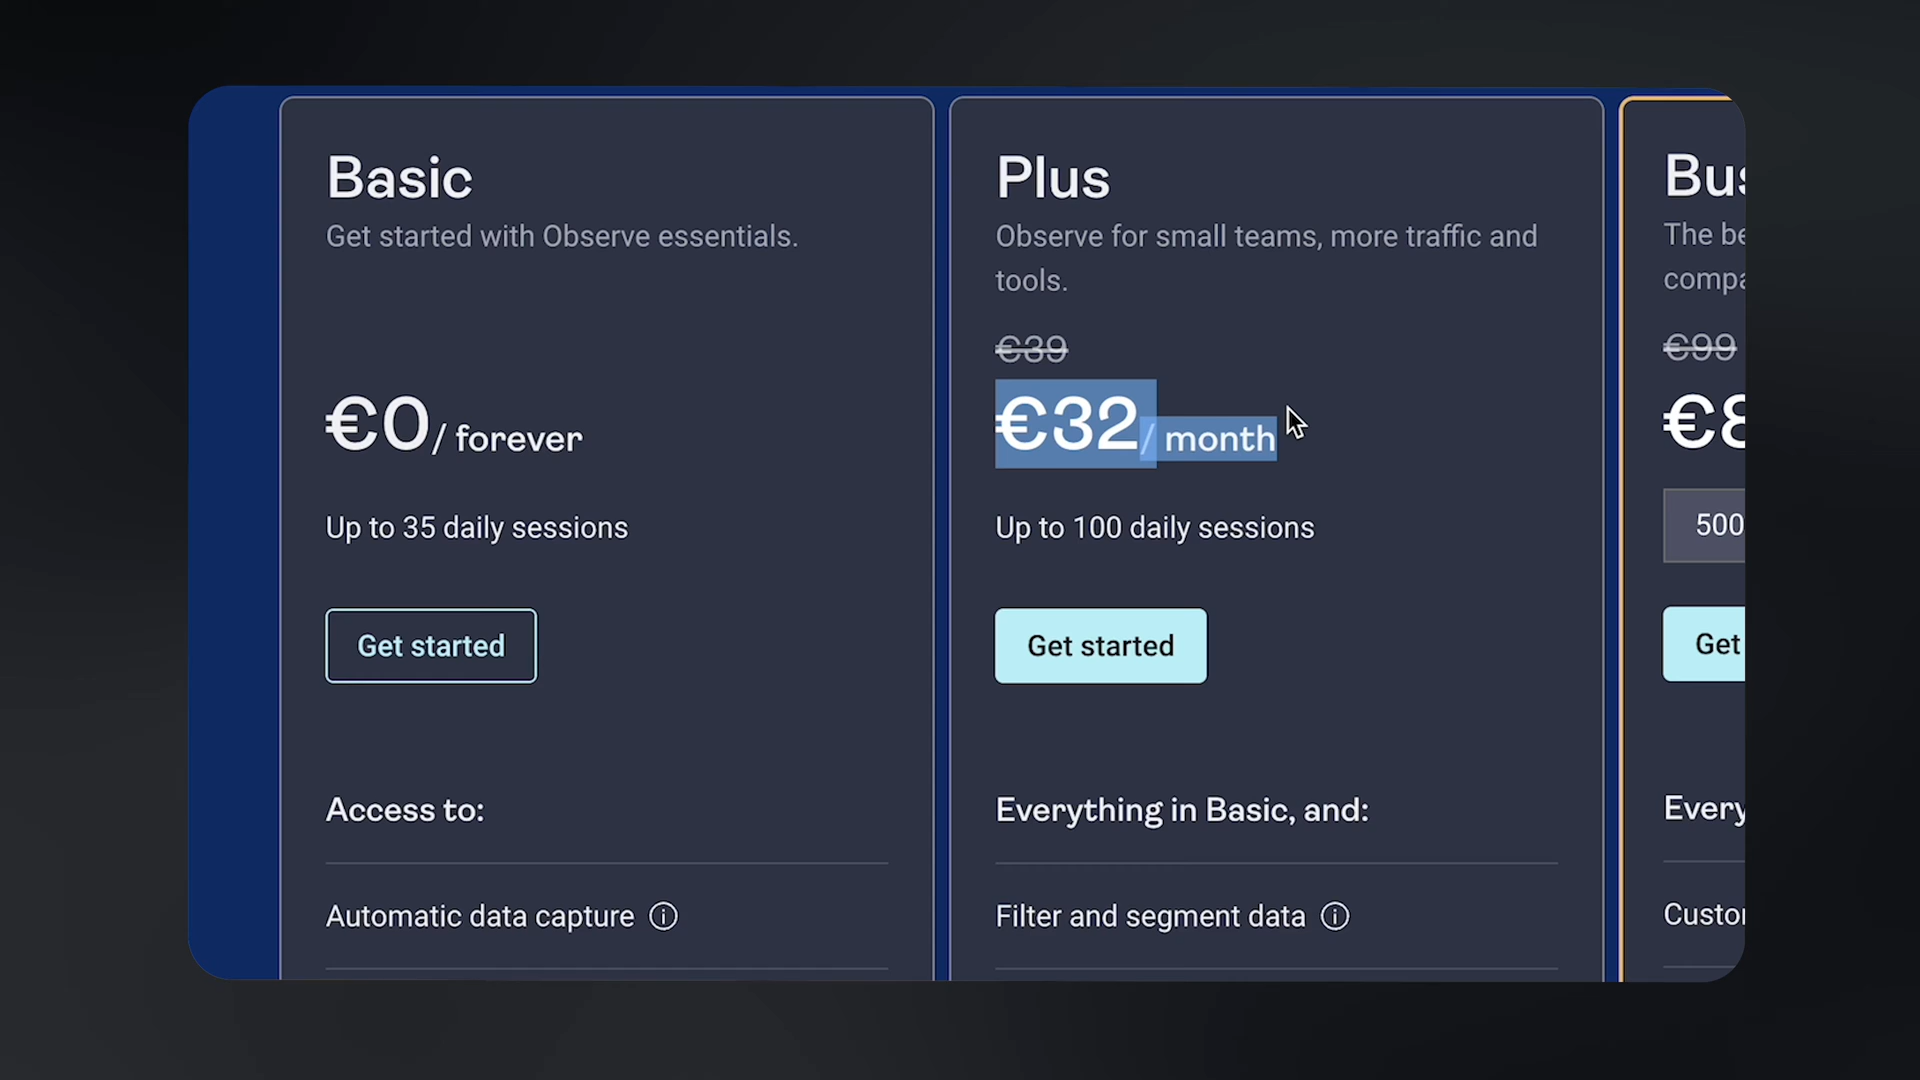 Basic
Get started with Observe essentials.
€0/ forever
Up to 35 daily sessions
Get started
Access to:
Automatic data capture
Plus
Observe for small teams, more traffic and
tools.
€39
€32/ month
Up to 100 daily sessions
Get started
Everything in Basic, and:
Filter and segment data
The
€99
500
Get